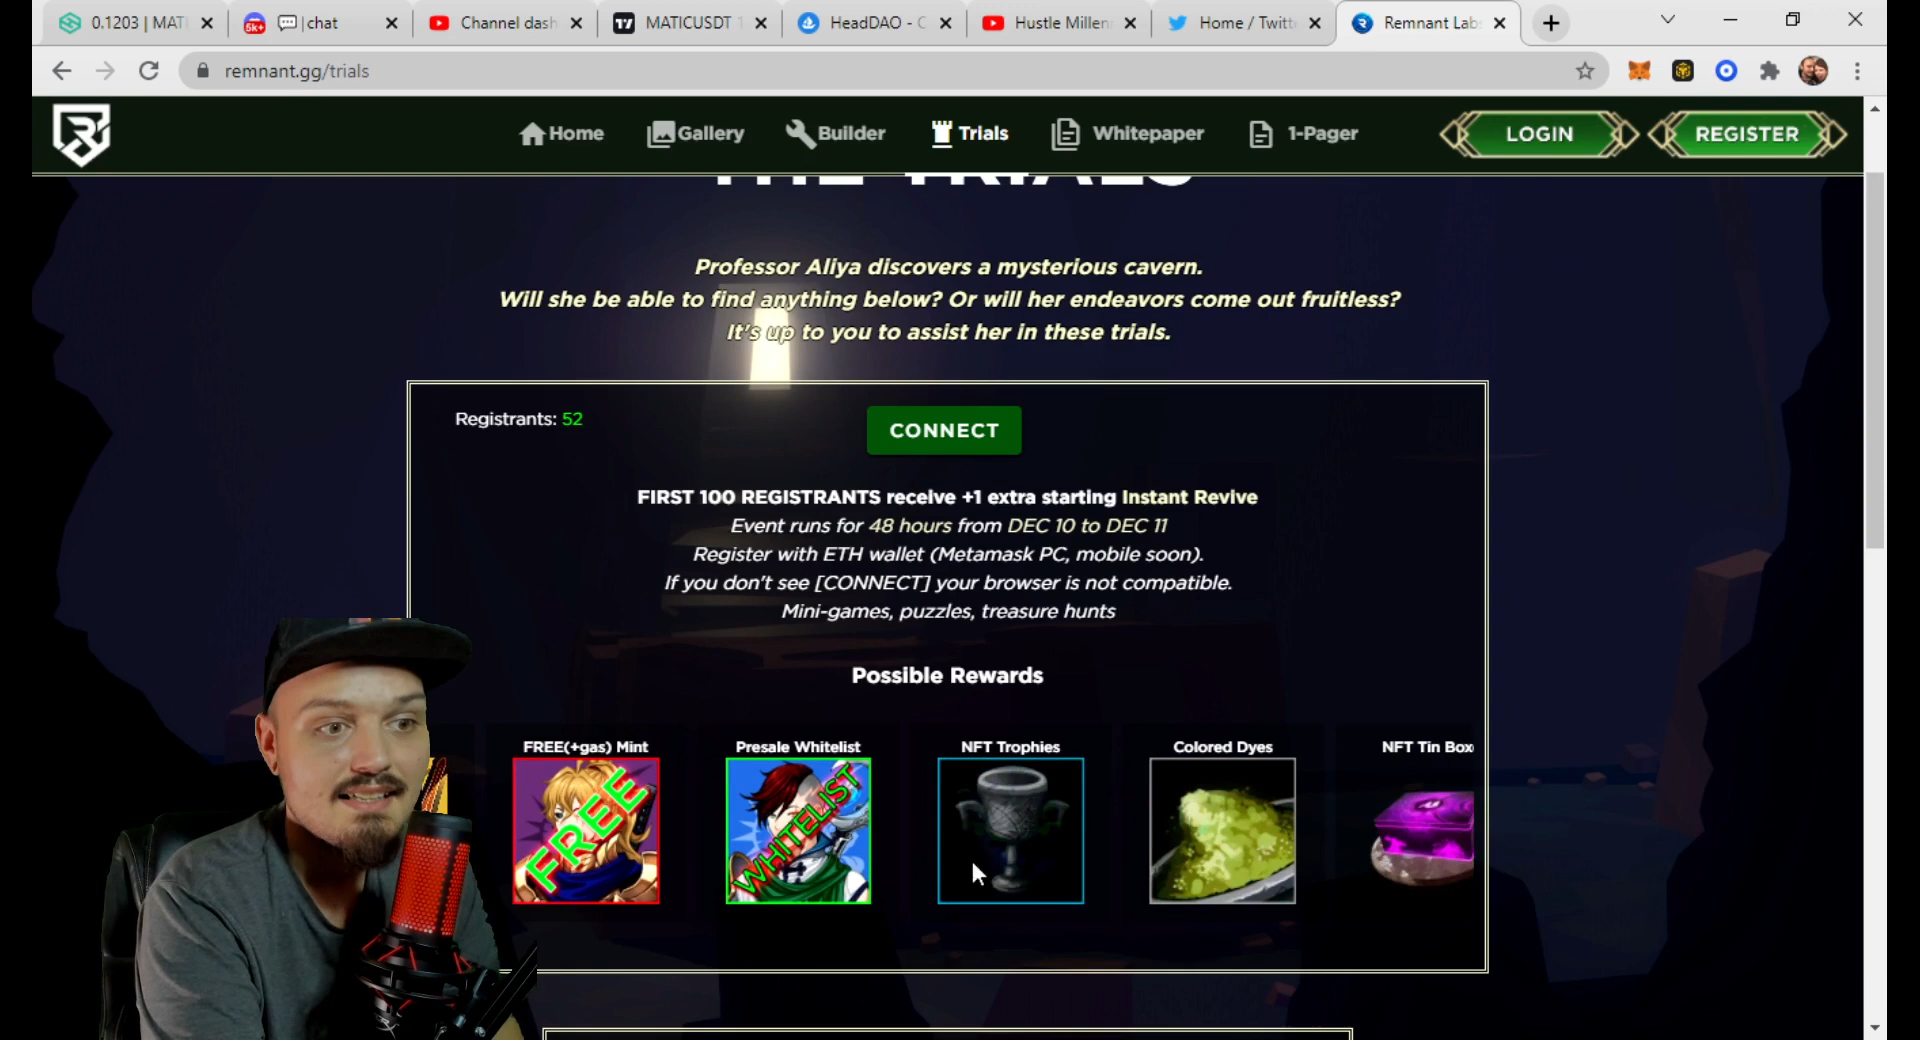 0.1203 | MATI
5k+
|chat
Channel dash
MATICUSDT 1
HeadDAO - C
Hustle Millen
Home / Twitt
Remnant Lab
remnant.gg/trials
Home
Gallery
Builder
Trials
Whitepaper
1-Pager
LOGIN
REGISTER
THE TRIALS
Professor Aliya discovers a mysterious cavern.
Will she be able to find anything below? Or will her endeavors come out fruitless?
It's up to you to assist her in these trials.
Registrants: 52
CONNECT
FIRST 100 REGISTRANTS receive +1 extra starting Instant Revive
Event runs for 48 hours from DEC 10 to DEC 11
Register with ETH wallet (Metamask PC, mobile soon).
If you don't see [CONNECT] your browser is not compatible.
Mini-games, puzzles, treasure hunts
Possible Rewards
FREE(+gas) Mint
Presale Whitelist
NFT Trophies
Colored Dyes
NFT Tin Box
FREE
WHITELIST